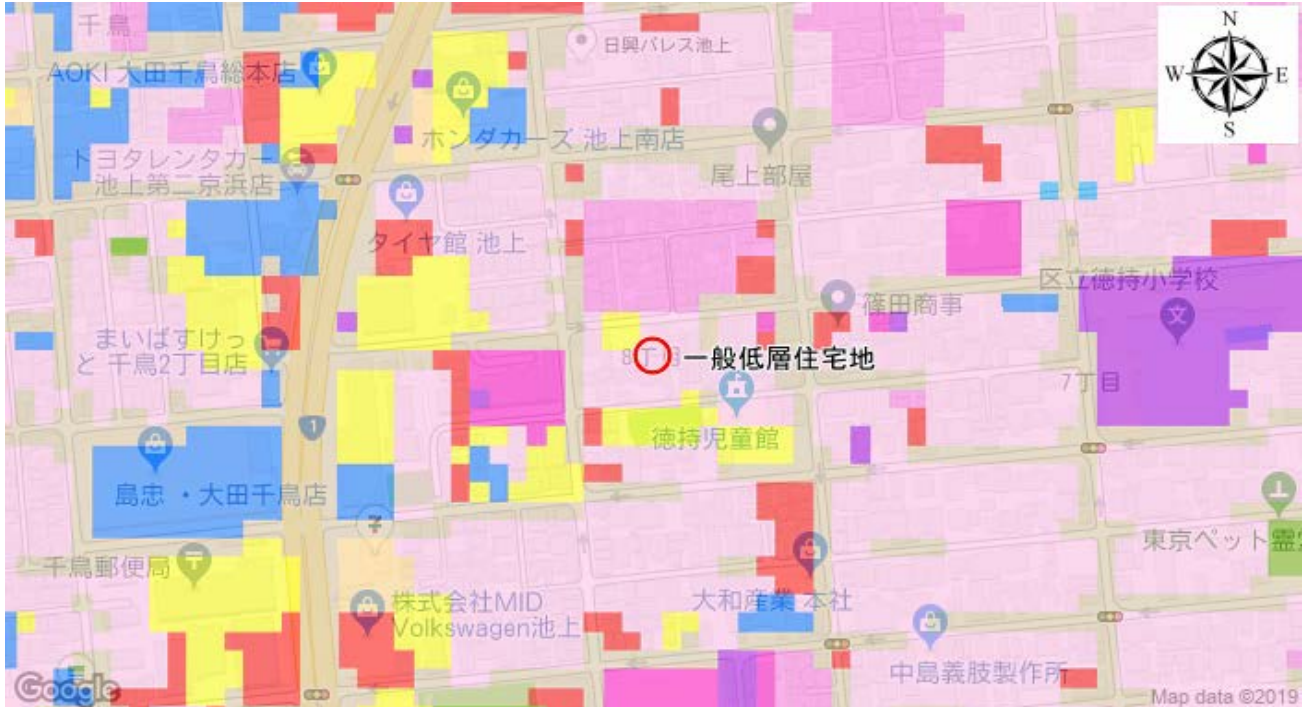 千鳥
日興パレス池上
N
AOKI 大田千鳥総本店
W
E
ホンダカーズ 池上南店
S
トヨタレンタカー
池上第二京浜店
尾上部屋
タイヤ館 池上
区立徳持小学校
篠田商事
文
まいばすけっ
と 千鳥2丁目店
8丁目
一般低層住宅地
7丁目
1
徳持児童館
島忠・大田千鳥店
東京ペット霊
千鳥郵便局
株式会社MID
Volkswagen池上
大和産業 本社
中島義肢製作所
Google
Map data ©2019